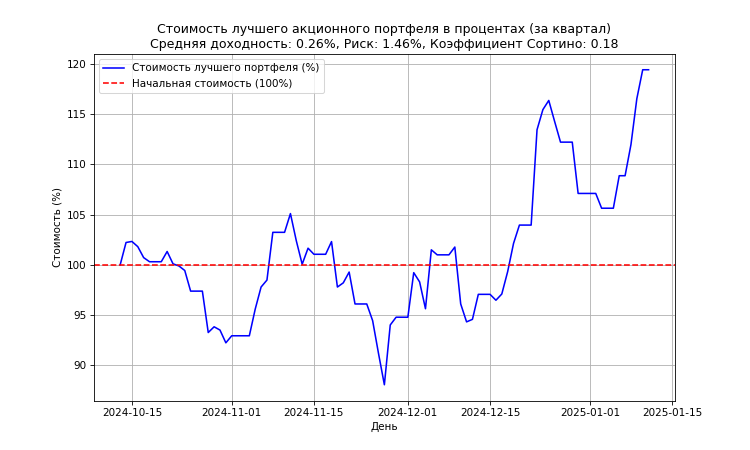 Стоимость лучшего акционного портфеля в процентах (за квартал)
Средняя доходность: 0.26%, Риск: 1.46%, Коэффициент Сортино: 0.18
Стоимость лучшего портфеля (%)
Начальная стоимость (100%)
Стоимость (%)
120
115
110
105
100
95
90
2024-10-15
2024-11-01
2024-11-15
2024-12-01
2024-12-15
2025-01-01
2025-01-15
День